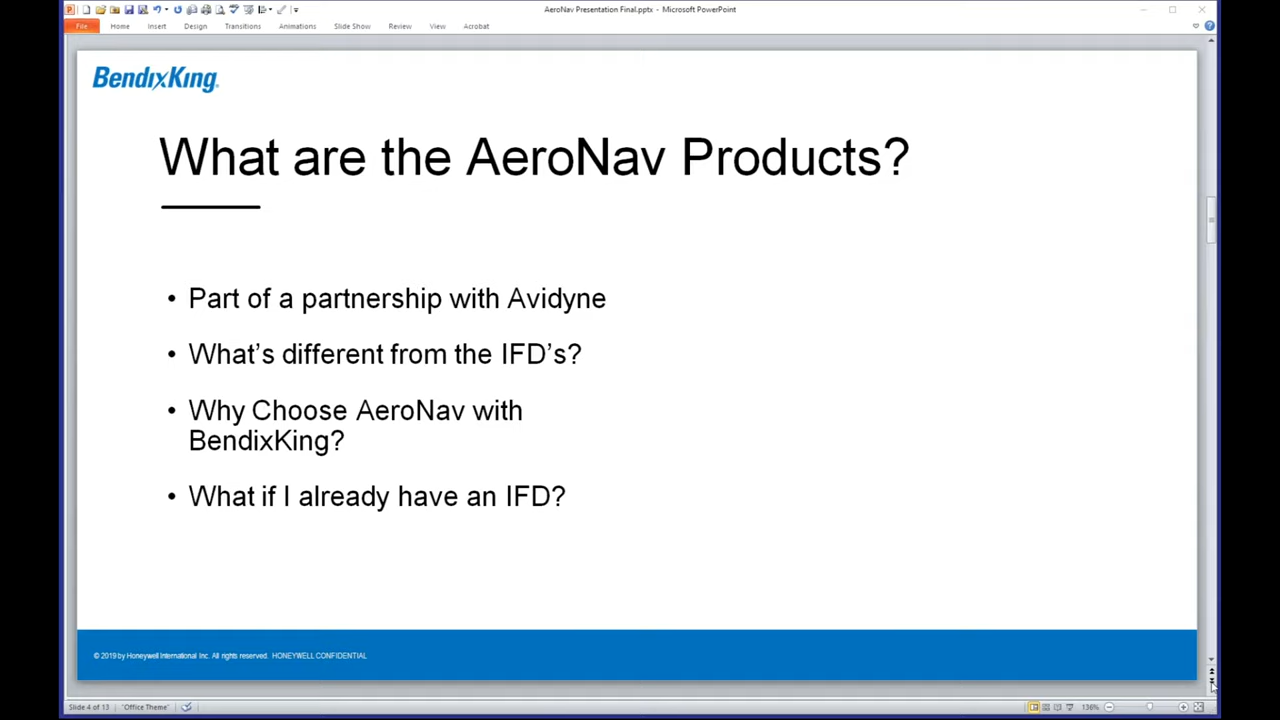 AeroNav Presentation Final.pptx - Microsoft PowerPoint
File Home Insert Design Transitions Animations Slide Show Review View Acrobat
BendixKing
What are the AeroNav Products?
• Part of a partnership with Avidyne
• What's different from the IFD's?
• Why Choose AeroNav with
BendixKing?
• What if I already have an IFD?
© 2019 by Honeywell International Inc. All rights reserved. HONEYWELL CONFIDENTIAL
Slide 4 of 13 "Office Theme" 136%